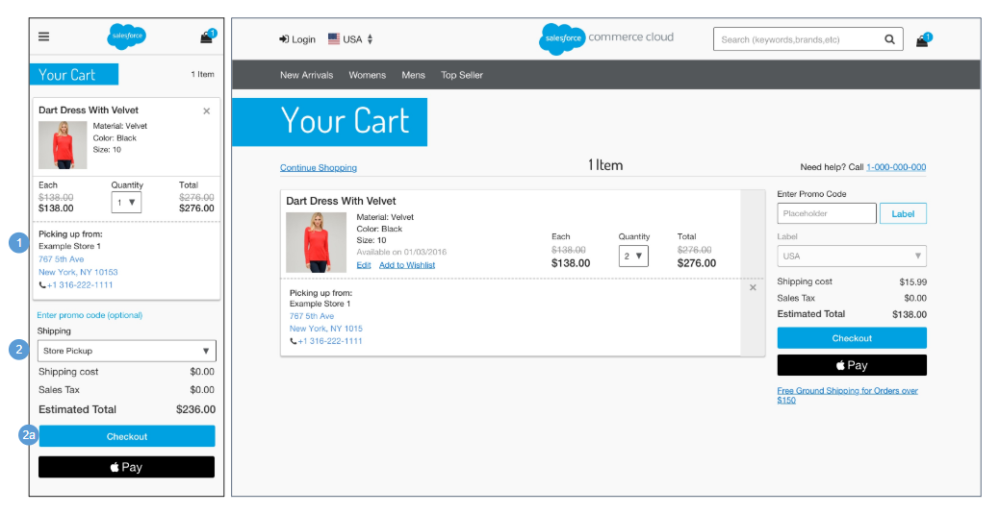 salesforce
1
Your Cart
1 Item
Dart Dress With Velvet
×
Material: Velvet
Color: Black
Size: 10
Each Quantity Total
$138.00 $276.00
$138.00 1 ▼ $276.00
1
Picking up from:
Example Store 1
767 5th Ave
New York, NY 10153
+1 316-222-1111
Enter promo code (optional)
Shipping
2
Store Pickup ▼
Shipping cost $0.00
Sales Tax $0.00
Estimated Total $236.00
2a
Checkout
Pay
Login USA
salesforce commerce cloud
Search (keywords,brands,etc)
1
New Arrivals Womens Mens Top Seller
Your Cart
Continue Shopping
1 Item
Need help? Call 1-000-000-000
Dart Dress With Velvet
Material: Velvet
Color: Black
Size: 10
Available on 01/03/2016
Edit Add to Wishlist
Each Quantity Total
$138.00 $276.00
$138.00 2 ▼ $276.00
×
Picking up from:
Example Store 1
767 5th Ave
New York, NY 1015
+1 316-222-1111
Enter Promo Code
Placeholder Label
Label
USA ▼
Shipping cost $15.99
Sales Tax $0.00
Estimated Total $138.00
Checkout
Pay
Free Ground Shipping for Orders over
$150